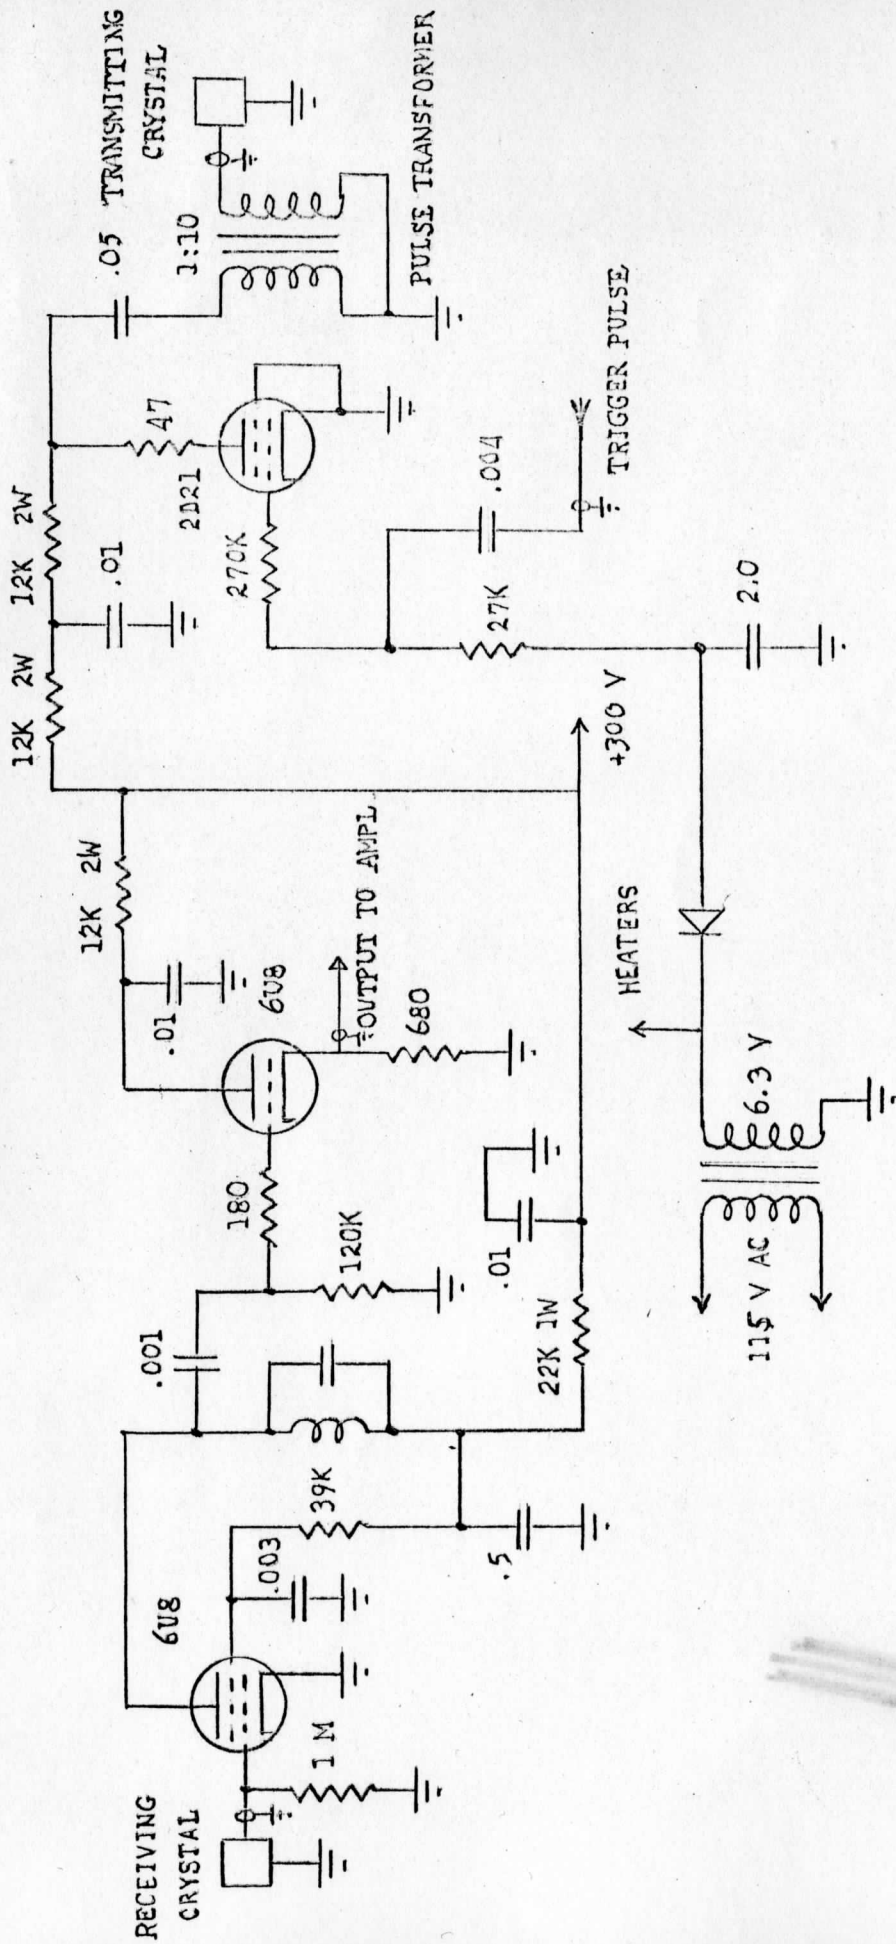 RECEIVING
CRYSTAL
1 M
6U8
.003
39K
.5
.001
180
120K
22K 1W
.01
.01
12K 2W
6U8
OUTPUT TO AMPL.
680
12K 2W
12K 2W
.01
270K
2D21
47
.05
TRANSMITTING
CRYSTAL
1:10
PULSE TRANSFORMER
.004
TRIGGER PULSE
27K
+300 V
2.0
HEATERS
6.3 V
115 V AC